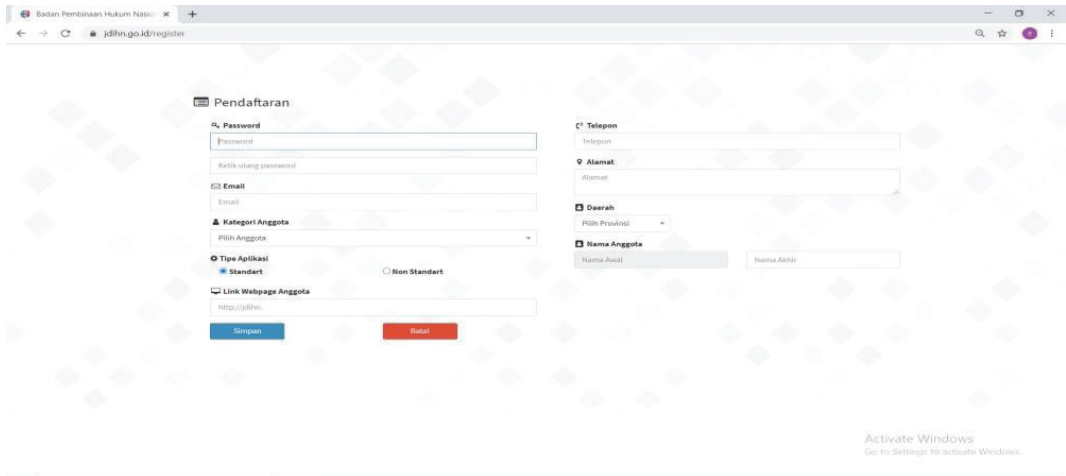 Badan Pembinaan Hukum Nasio
jdihn.go.id/register
Pendaftaran
Password
Password
Ketik ulang password
Email
Email
Kategori Anggota
Pilih Anggota
Tipe Aplikasi
Standart
Non Standart
Link Webpage Anggota
http://jdihn.
Simpan
Batal
Telepon
Telepon
Alamat
Alamat
Daerah
Pilih Provinsi
Nama Anggota
Nama Awal
Nama Akhir
Activate Windows
Go to Settings to activate Windows.